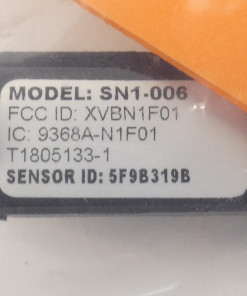 MODEL: SN1-006
FCC ID: XVBN1F01
IC: 9368A-N1F01
T1805133-1
SENSOR ID: 5F9B319B